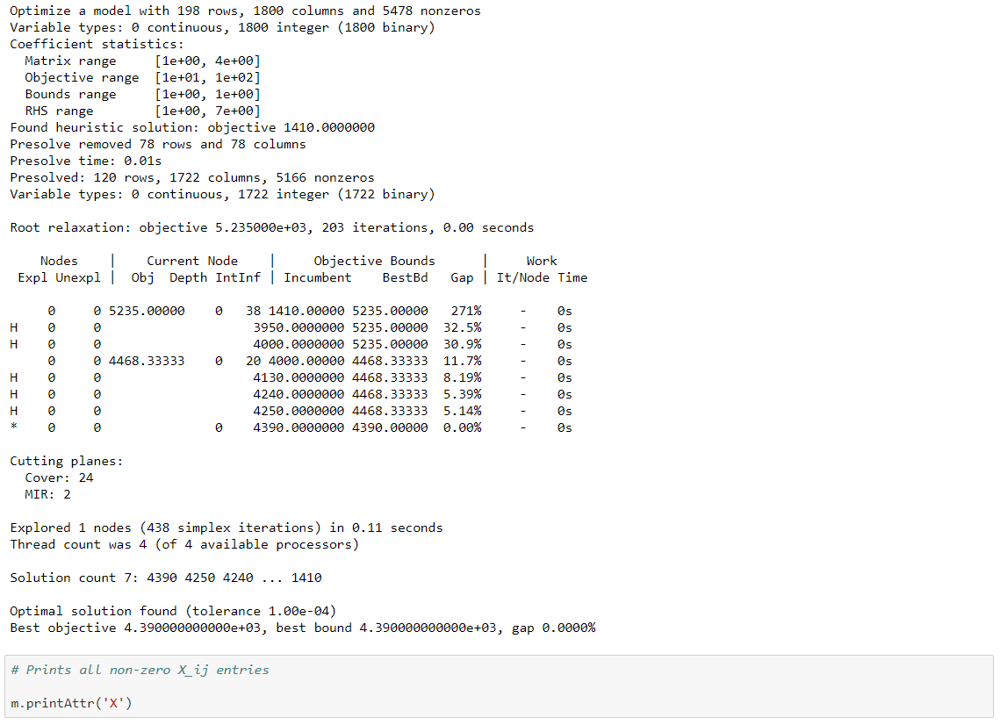 Optimize a model with 198 rows, 1800 columns and 5478 nonzeros
Variable types: 0 continuous, 1800 integer (1800 binary)
Coefficient statistics:
  Matrix range     [1e+00, 4e+00]
  Objective range  [1e+01, 1e+02]
  Bounds range     [1e+00, 1e+00]
  RHS range        [1e+00, 7e+00]
Found heuristic solution: objective 1410.0000000
Presolve removed 78 rows and 78 columns
Presolve time: 0.01s
Presolved: 120 rows, 1722 columns, 5166 nonzeros
Variable types: 0 continuous, 1722 integer (1722 binary)

Root relaxation: objective 5.235000e+03, 203 iterations, 0.00 seconds

    Nodes    |    Current Node    |     Objective Bounds      |     Work
 Expl Unexpl |  Obj  Depth IntInf | Incumbent    BestBd   Gap | It/Node Time

     0     0 5235.00000    0   38 1410.00000 5235.00000   271%     -    0s
H    0     0                    3950.0000000 5235.00000  32.5%     -    0s
H    0     0                    4000.0000000 5235.00000  30.9%     -    0s
     0     0 4468.33333    0   20 4000.00000 4468.33333  11.7%     -    0s
H    0     0                    4130.0000000 4468.33333  8.19%     -    0s
H    0     0                    4240.0000000 4468.33333  5.39%     -    0s
H    0     0                    4250.0000000 4468.33333  5.14%     -    0s
*    0     0               0    4390.0000000 4390.00000  0.00%     -    0s

Cutting planes:
  Cover: 24
  MIR: 2

Explored 1 nodes (438 simplex iterations) in 0.11 seconds
Thread count was 4 (of 4 available processors)

Solution count 7: 4390 4250 4240 ... 1410

Optimal solution found (tolerance 1.00e-04)
Best objective 4.390000000000e+03, best bound 4.390000000000e+03, gap 0.0000%

# Prints all non-zero X_ij entries

m.printAttr('X')